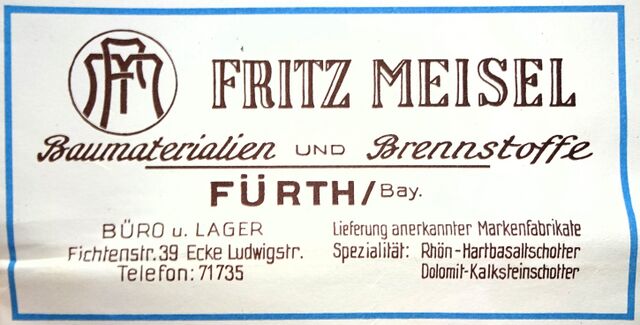 FM
FRITZ MEISEL
Baumaterialien UND Brennstoffe
FÜRTH/Bay.
BÜRO u. LAGER
Fichtenstr. 39 Ecke Ludwigstr.
Telefon: 71735
Lieferung anerkannter Markenfabrikate
Spezialität: Rhön-Hartbasaltschotter
Dolomit-Kalksteinschotter